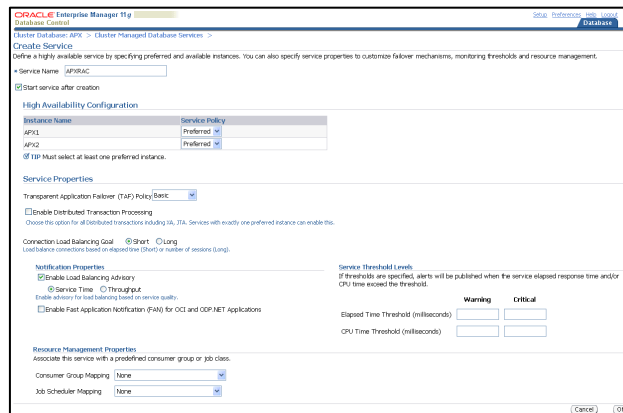 ORACLE Enterprise Manager 11g
Database Control
Setup Preferences Help Logout
Database
Cluster Database: APX > Cluster Managed Database Services >
Create Service
Define a highly available service by specifying preferred and available instances. You can also specify service properties to customize failover mechanisms, monitoring thresholds and resource management.
* Service Name APXRAC
Start service after creation
High Availability Configuration
Instance Name Service Policy
APX1 Preferred
APX2 Preferred
TIP Must select at least one preferred instance.
Service Properties
Transparent Application Failover (TAF) Policy Basic
Enable Distributed Transaction Processing
Choose this option for all Distributed transactions including XA, JTA. Services with exactly one preferred instance can enable this.
Connection Load Balancing Goal Short Long
Load balance connections based on elapsed time (Short) or number of sessions (Long).
Notification Properties
Enable Load Balancing Advisory
Service Time Throughput
Enable advisory for load balancing based on service quality.
Enable Fast Application Notification (FAN) for OCI and ODP.NET Applications
Service Threshold Levels
If thresholds are specified, alerts will be published when the service elapsed response time and/or
CPU time exceed the threshold.
Warning Critical
Elapsed Time Threshold (milliseconds)
CPU Time Threshold (milliseconds)
Resource Management Properties
Associate this service with a predefined consumer group or job class.
Consumer Group Mapping None
Job Scheduler Mapping None
Cancel